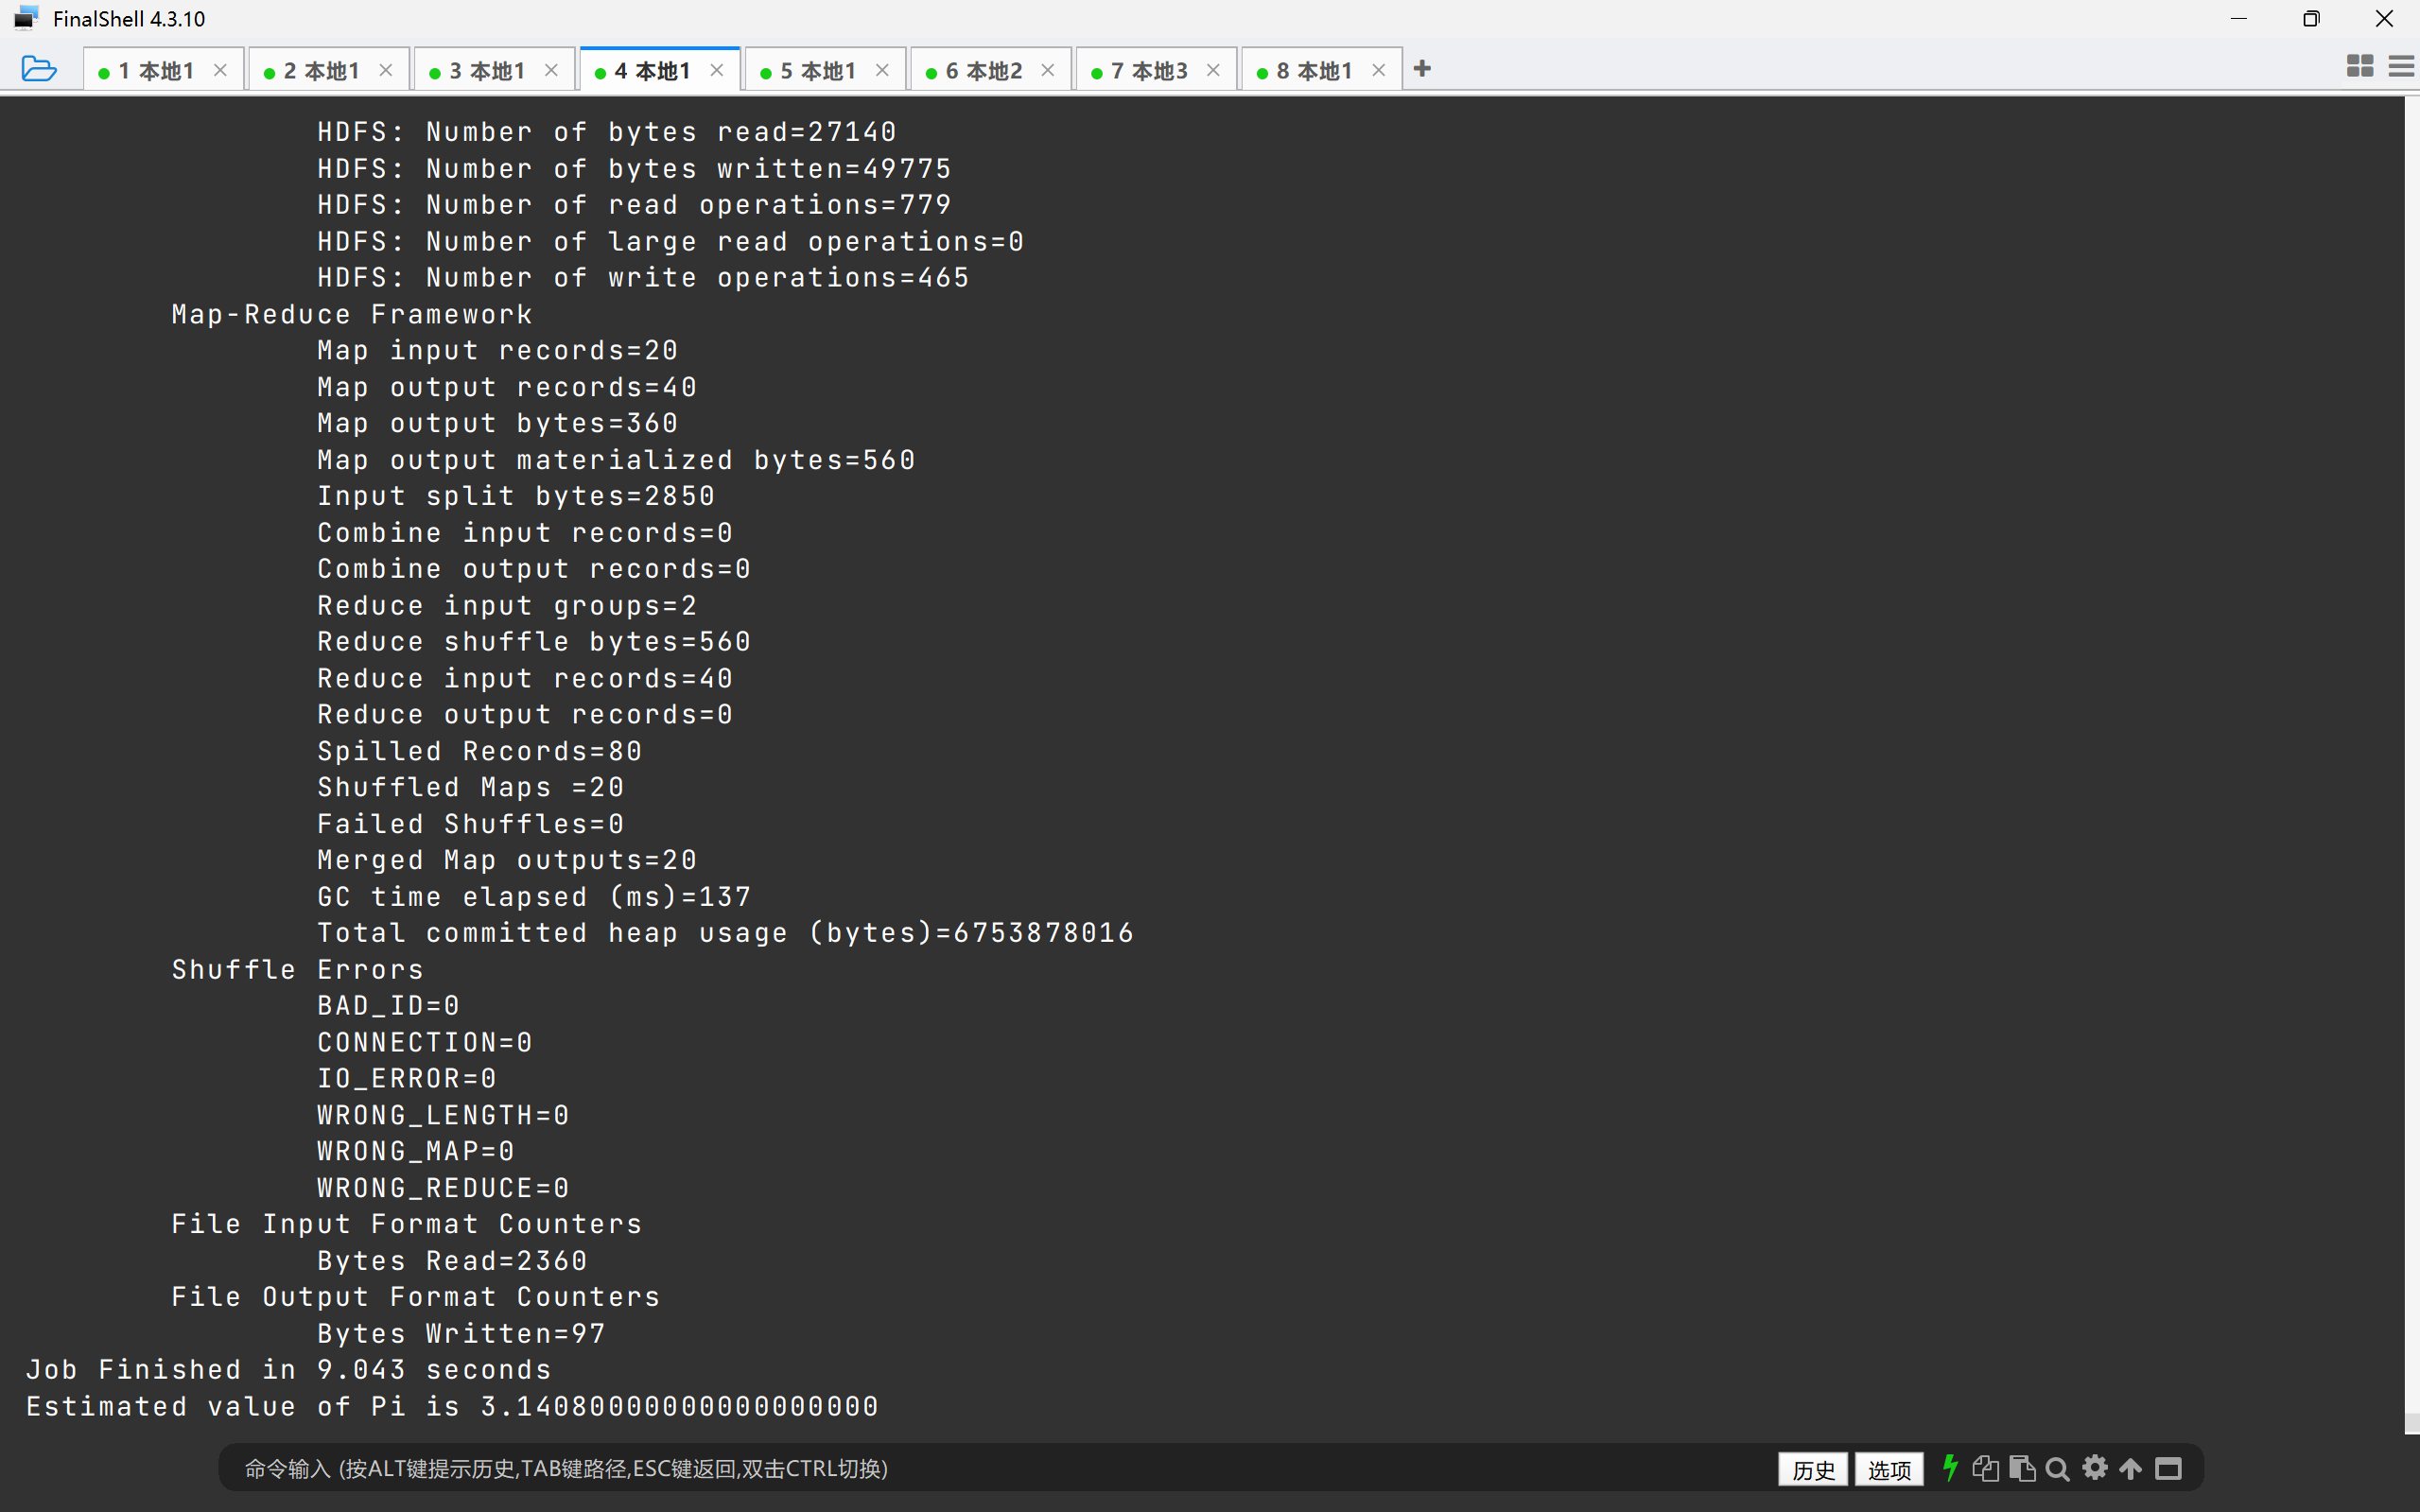 FinalShell 4.3.10
1 本地1 2 本地1 3 本地1 4 本地1 5 本地1 6 本地2 7 本地3 8 本地1
HDFS: Number of bytes read=27140
HDFS: Number of bytes written=49775
HDFS: Number of read operations=779
HDFS: Number of large read operations=0
HDFS: Number of write operations=465
Map-Reduce Framework
Map input records=20
Map output records=40
Map output bytes=360
Map output materialized bytes=560
Input split bytes=2850
Combine input records=0
Combine output records=0
Reduce input groups=2
Reduce shuffle bytes=560
Reduce input records=40
Reduce output records=0
Spilled Records=80
Shuffled Maps =20
Failed Shuffles=0
Merged Map outputs=20
GC time elapsed (ms)=137
Total committed heap usage (bytes)=6753878016
Shuffle Errors
BAD_ID=0
CONNECTION=0
IO_ERROR=0
WRONG_LENGTH=0
WRONG_MAP=0
WRONG_REDUCE=0
File Input Format Counters
Bytes Read=2360
File Output Format Counters
Bytes Written=97
Job Finished in 9.043 seconds
Estimated value of Pi is 3.14080000000000000000
命令输入 (按ALT键提示历史,TAB键路径,ESC键返回,双击CTRL切换) 历史 选项